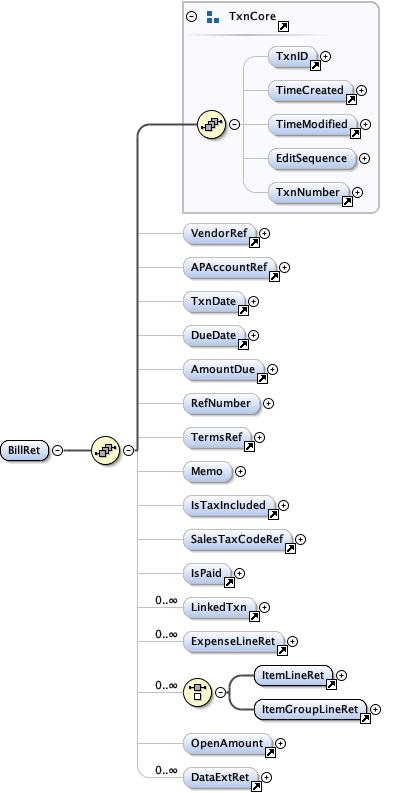 TxnCore
TxnID
TimeCreated
TimeModified
EditSequence
TxnNumber
VendorRef
APAccountRef
TxnDate
DueDate
AmountDue
RefNumber
TermsRef
BillRet
Memo
IsTaxIncluded
SalesTaxCodeRef
IsPaid
0..∞
LinkedTxn
0..∞
ExpenseLineRet
0..∞
ItemLineRet
ItemGroupLineRet
OpenAmount
0..∞
DataExtRet